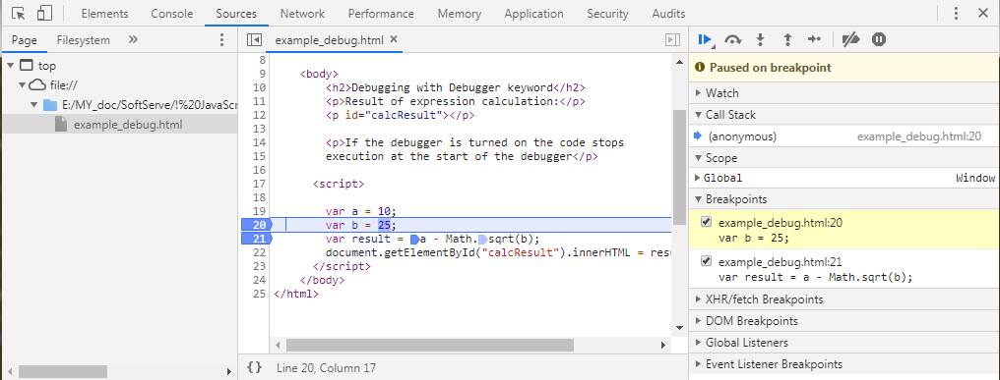 Elements Console Sources Network Performance Memory Application Security Audits
Page Filesystem »
top
file://
E:/MY_doc/SoftServe/!%20JavaScr
example_debug.html
example_debug.html ×
8
9 <body>
10 <h2>Debugging with Debugger keyword</h2>
11 <p>Result of expression calculation:</p>
12 <p id="calcResult"></p>
13
14 <p>If the debugger is turned on the code stops
15 execution at the start of the debugger</p>
16
17 <script>
18
19 var a = 10;
20 var b = 25;
21 var result = a - Math.sqrt(b);
22 document.getElementById("calcResult").innerHTML = resu
23 </script>
24 </body>
25 </html>
{} Line 20, Column 17
Paused on breakpoint
Watch
Call Stack
(anonymous) example_debug.html:20
Scope
Global Window
Breakpoints
example_debug.html:20
var b = 25;
example_debug.html:21
var result = a - Math.sqrt(b);
XHR/fetch Breakpoints
DOM Breakpoints
Global Listeners
Event Listener Breakpoints